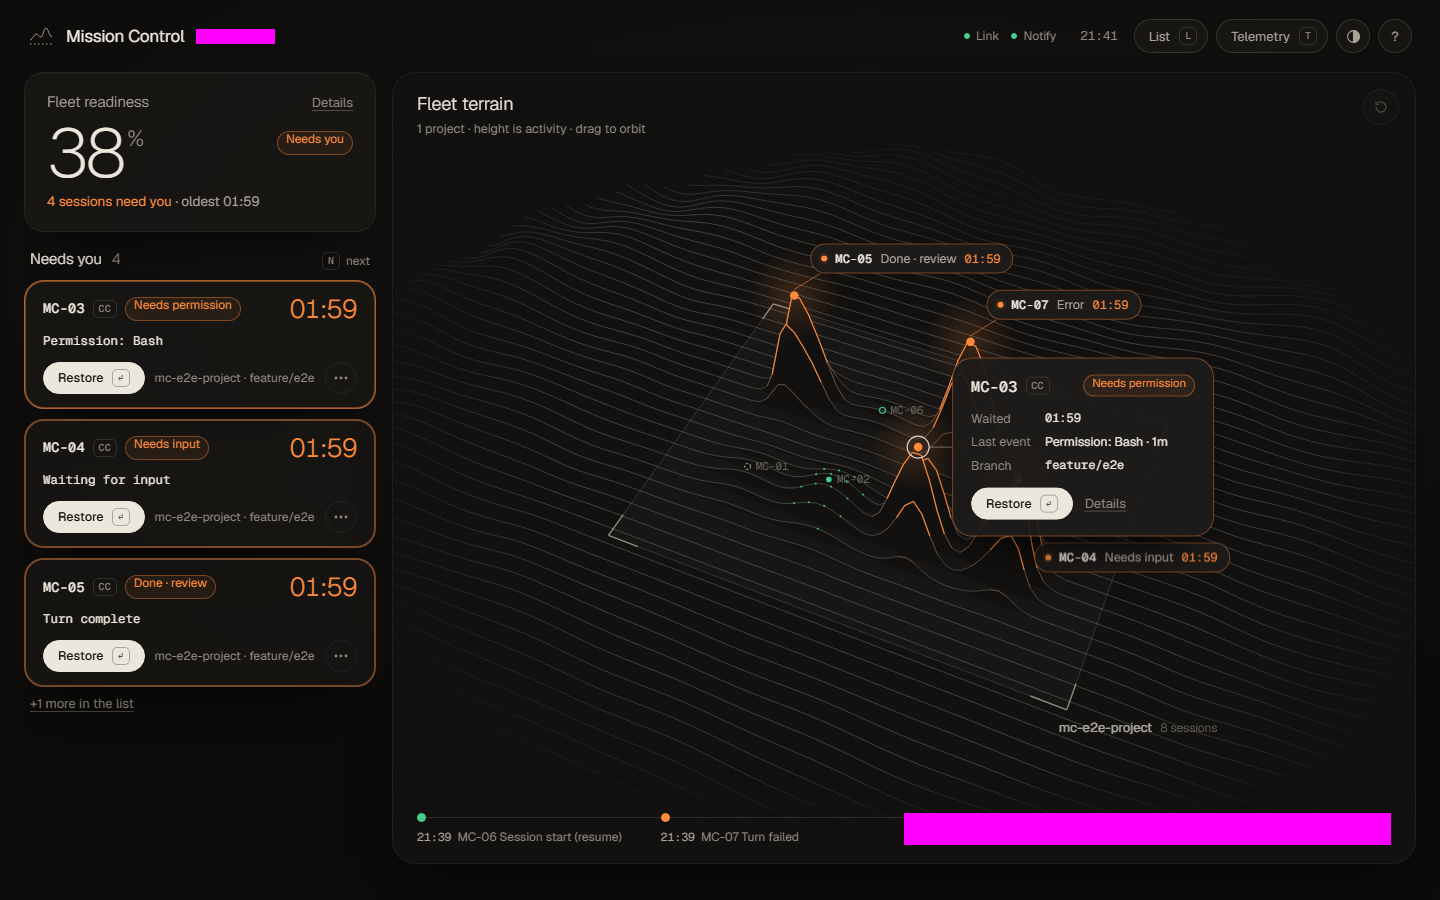 Mission Control
Link
Notify
21:41
List L
Telemetry T
?
Fleet readiness
Details
38%
Needs you
4 sessions need you · oldest 01:59
Needs you 4
N next
MC-03 CC Needs permission 01:59
Permission: Bash
Restore ↵ mc-e2e-project · feature/e2e
MC-04 CC Needs input 01:59
Waiting for input
Restore ↵ mc-e2e-project · feature/e2e
MC-05 CC Done · review 01:59
Turn complete
Restore ↵ mc-e2e-project · feature/e2e
+1 more in the list
Fleet terrain
1 project · height is activity · drag to orbit
MC-05 Done · review 01:59
MC-07 Error 01:59
MC-03 CC Needs permission
Waited 01:59
Last event Permission: Bash · 1m
Branch feature/e2e
Restore ↵ Details
MC-06
MC-01
MC-02
MC-04 Needs input 01:59
mc-e2e-project 8 sessions
21:39 MC-06 Session start (resume)
21:39 MC-07 Turn failed